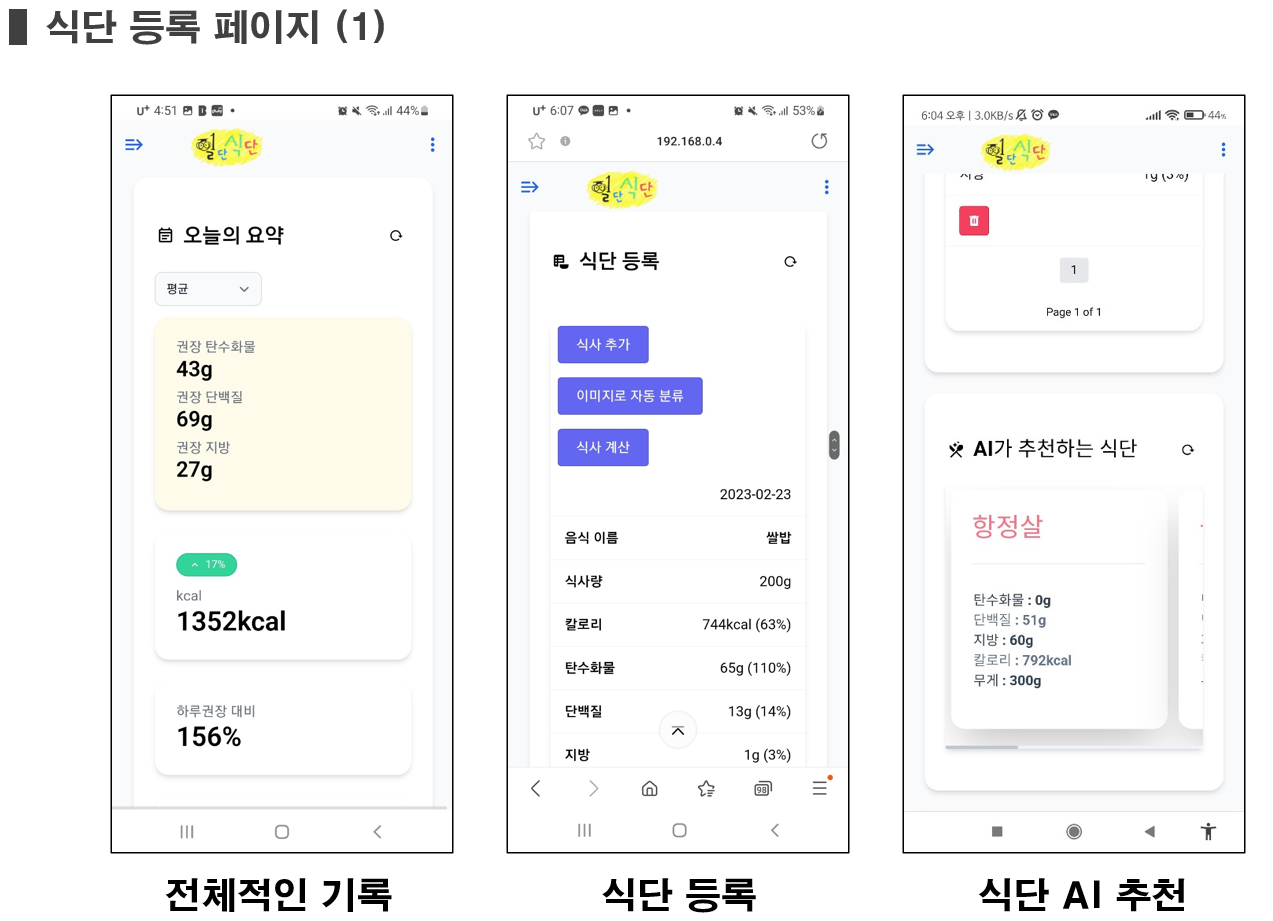 식단 등록 페이지 (1)
U+ 4:51
44%
필단식단
오늘의 요약
평균
권장 탄수화물
43g
권장 단백질
69g
권장 지방
27g
17%
kcal
1352kcal
하루권장 대비
156%
전체적인 기록
U+ 6:07
53%
192.168.0.4
필단식단
식단 등록
식사 추가
이미지로 자동 분류
식사 계산
2023-02-23
음식 이름 쌀밥
식사량 200g
칼로리 744kcal (63%)
탄수화물 65g (110%)
단백질 13g (14%)
지방 1g (3%)
98
식단 등록
6:04 오후 | 3.0KB/s
44%
필단식단
지방 1g (3%)
1
Page 1 of 1
AI가 추천하는 식단
항정살
탄수화물 : 0g
단백질 : 51g
지방 : 60g
칼로리 : 792kcal
무게 : 300g
식단 AI 추천